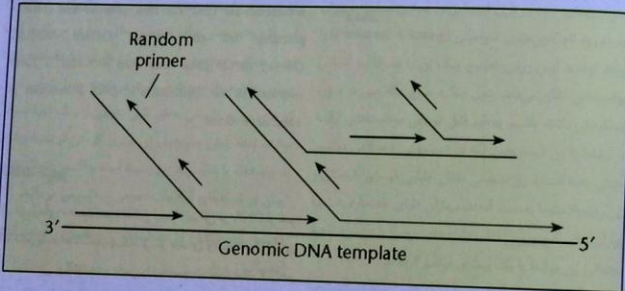 Random
primer
3′
5′
Genomic DNA template